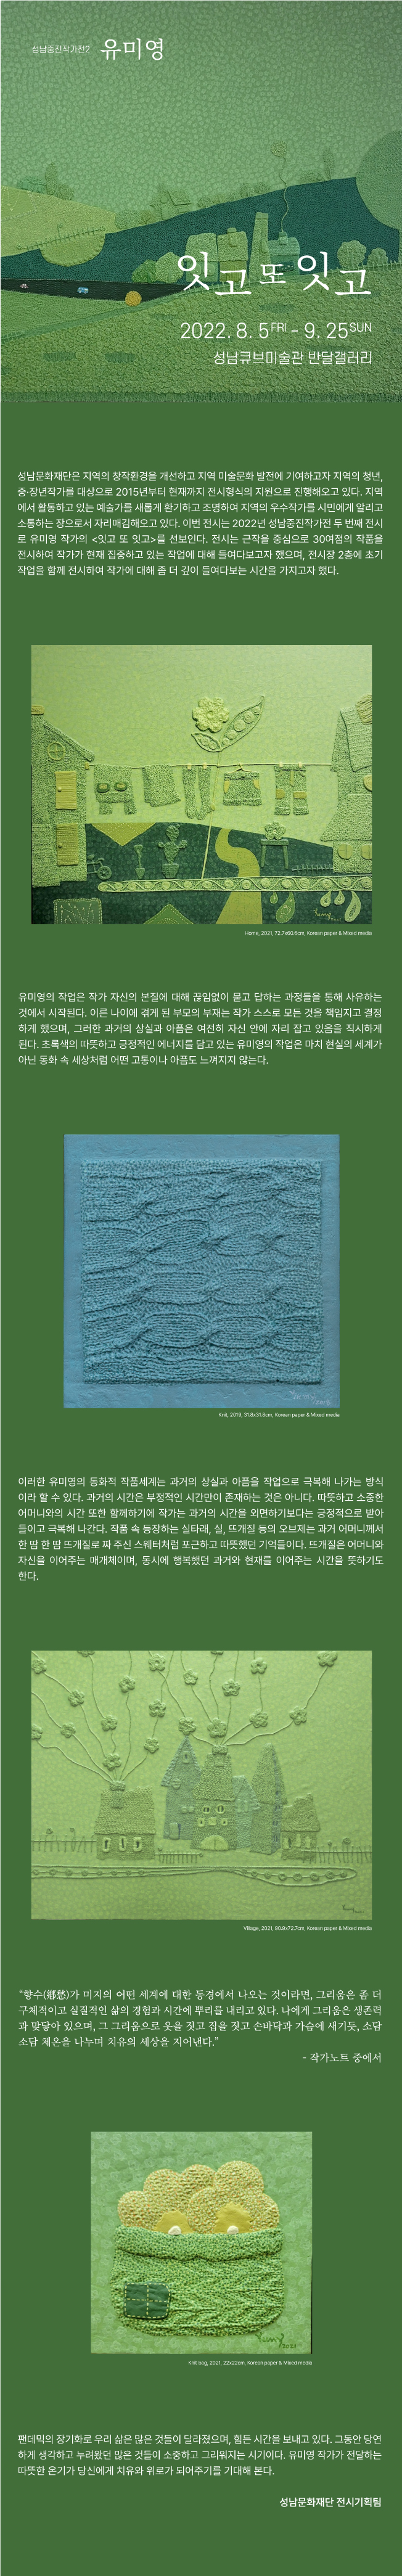 성남중진작가전2 유미영
잇고 또 잇고
2022. 8. 5 FRI - 9. 25 SUN
성남큐브미술관 반달갤러리
성남문화재단은 지역의 창작환경을 개선하고 지역 미술문화 발전에 기여하고자 지역의 청년,
중·장년작가를 대상으로 2015년부터 현재까지 전시형식의 지원으로 진행해오고 있다. 지역
에서 활동하고 있는 예술가를 새롭게 환기하고 조명하여 지역의 우수작가를 시민에게 알리고
소통하는 장으로서 자리매김해오고 있다. 이번 전시는 2022년 성남중진작가전 두 번째 전시
로 유미영 작가의 <잇고 또 잇고>를 선보인다. 전시는 근작을 중심으로 30여점의 작품을
전시하여 작가가 현재 집중하고 있는 작업에 대해 들여다보고자 했으며, 전시장 2층에 초기
작업을 함께 전시하여 작가에 대해 좀 더 깊이 들여다보는 시간을 가지고자 했다.
Yumy
Home, 2021, 72.7x60.6cm, Korean paper & Mixed media
유미영의 작업은 작가 자신의 본질에 대해 끊임없이 묻고 답하는 과정들을 통해 사유하는
것에서 시작된다. 이른 나이에 겪게 된 부모의 부재는 작가 스스로 모든 것을 책임지고 결정
하게 했으며, 그러한 과거의 상실과 아픔은 여전히 자신 안에 자리 잡고 있음을 직시하게
된다. 초록색의 따뜻하고 긍정적인 에너지를 담고 있는 유미영의 작업은 마치 현실의 세계가
아닌 동화 속 세상처럼 어떤 고통이나 아픔도 느껴지지 않는다.
Knit, 2019, 31.8x31.8cm, Korean paper & Mixed media
이러한 유미영의 동화적 작품세계는 과거의 상실과 아픔을 작업으로 극복해 나가는 방식
이라 할 수 있다. 과거의 시간은 부정적인 시간만이 존재하는 것은 아니다. 따뜻하고 소중한
어머니와의 시간 또한 함께하기에 작가는 과거의 시간을 외면하기보다는 긍정으로 받아
들이고 극복해 나간다. 작품 속 등장하는 실타래, 실, 뜨개질 등의 오브제는 과거 어머니께서
한 땀 한 땀 뜨개질로 짜 주신 스웨터처럼 포근하고 따뜻했던 기억들이다. 뜨개질은 어머니와
자신을 이어주는 매개체이며, 동시에 행복했던 과거와 현재를 이어주는 시간을 뜻하기도
한다.
Village, 2021, 90.9x72.7cm, Korean paper & Mixed media
“향수(鄕愁)가 미지의 어떤 세계에 대한 동경에서 나오는 것이라면, 그리움은 좀 더
구체적이고 실질적인 삶의 경험과 시간에 뿌리를 내리고 있다. 나에게 그리움은 생존력
과 맞닿아 있으며, 그 그리움으로 옷을 짓고 집을 짓고 손바닥과 가슴에 새기듯, 소담
소담 체온을 나누며 치유의 세상을 지어낸다.”
- 작가노트 중에서
Yumy 2021
Knit bag, 2021, 22x22cm, Korean paper & Mixed media
팬데믹의 장기화로 우리 삶은 많은 것들이 달라졌으며, 힘든 시간을 보내고 있다. 그동안 당연
하게 생각하고 누려왔던 많은 것들이 소중하고 그리워지는 시기이다. 유미영 작가가 전달하는
따뜻한 온기가 당신에게 치유와 위로가 되어주기를 기대해 본다.
성남문화재단 전시기획팀